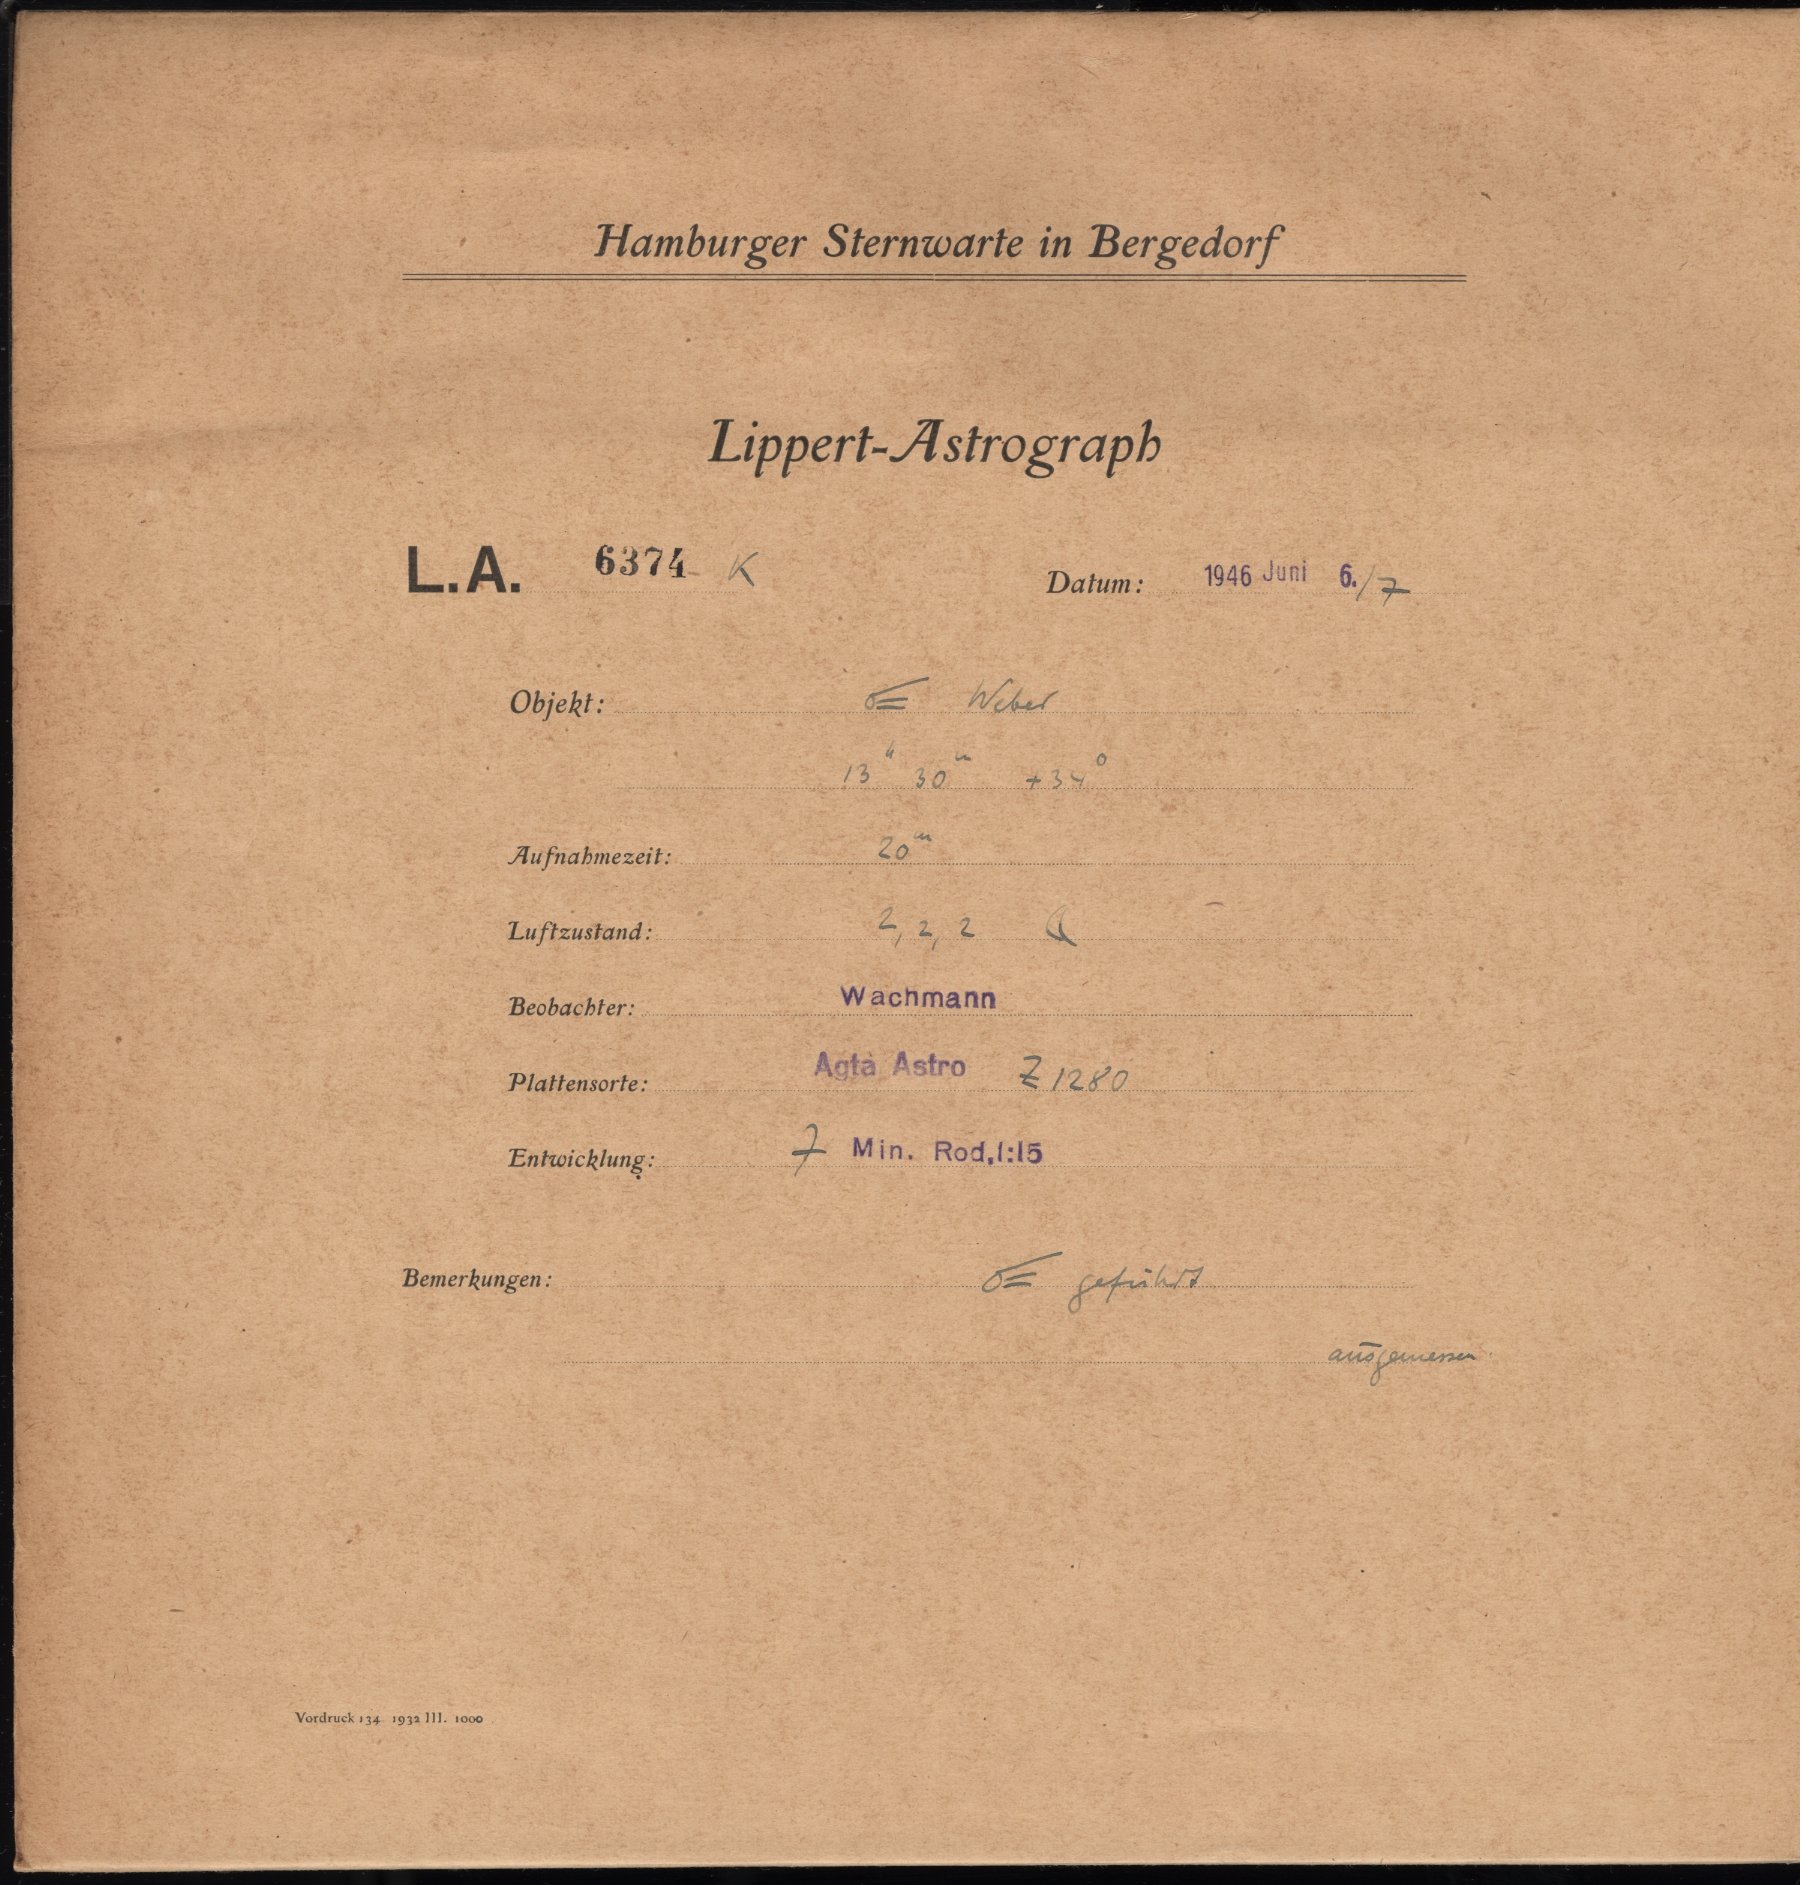 Hamburger Sternwarte in Bergedorf
Lippert-Astrograph
L.A. 6374 K Datum: 1946 Juni 6./7
Objekt: ☄ Weber
13ʰ 30ᵐ +34°
Aufnahmezeit: 20ᵐ
Luftzustand: 2, 2, 2
Beobachter: Wachmann
Plattensorte: Agfa Astro Z 1280
Entwicklung: 7 Min. Rod. 1:15
Bemerkungen: ☄ geführt
ausgemessen
Vordruck 134 1932 III. 1000